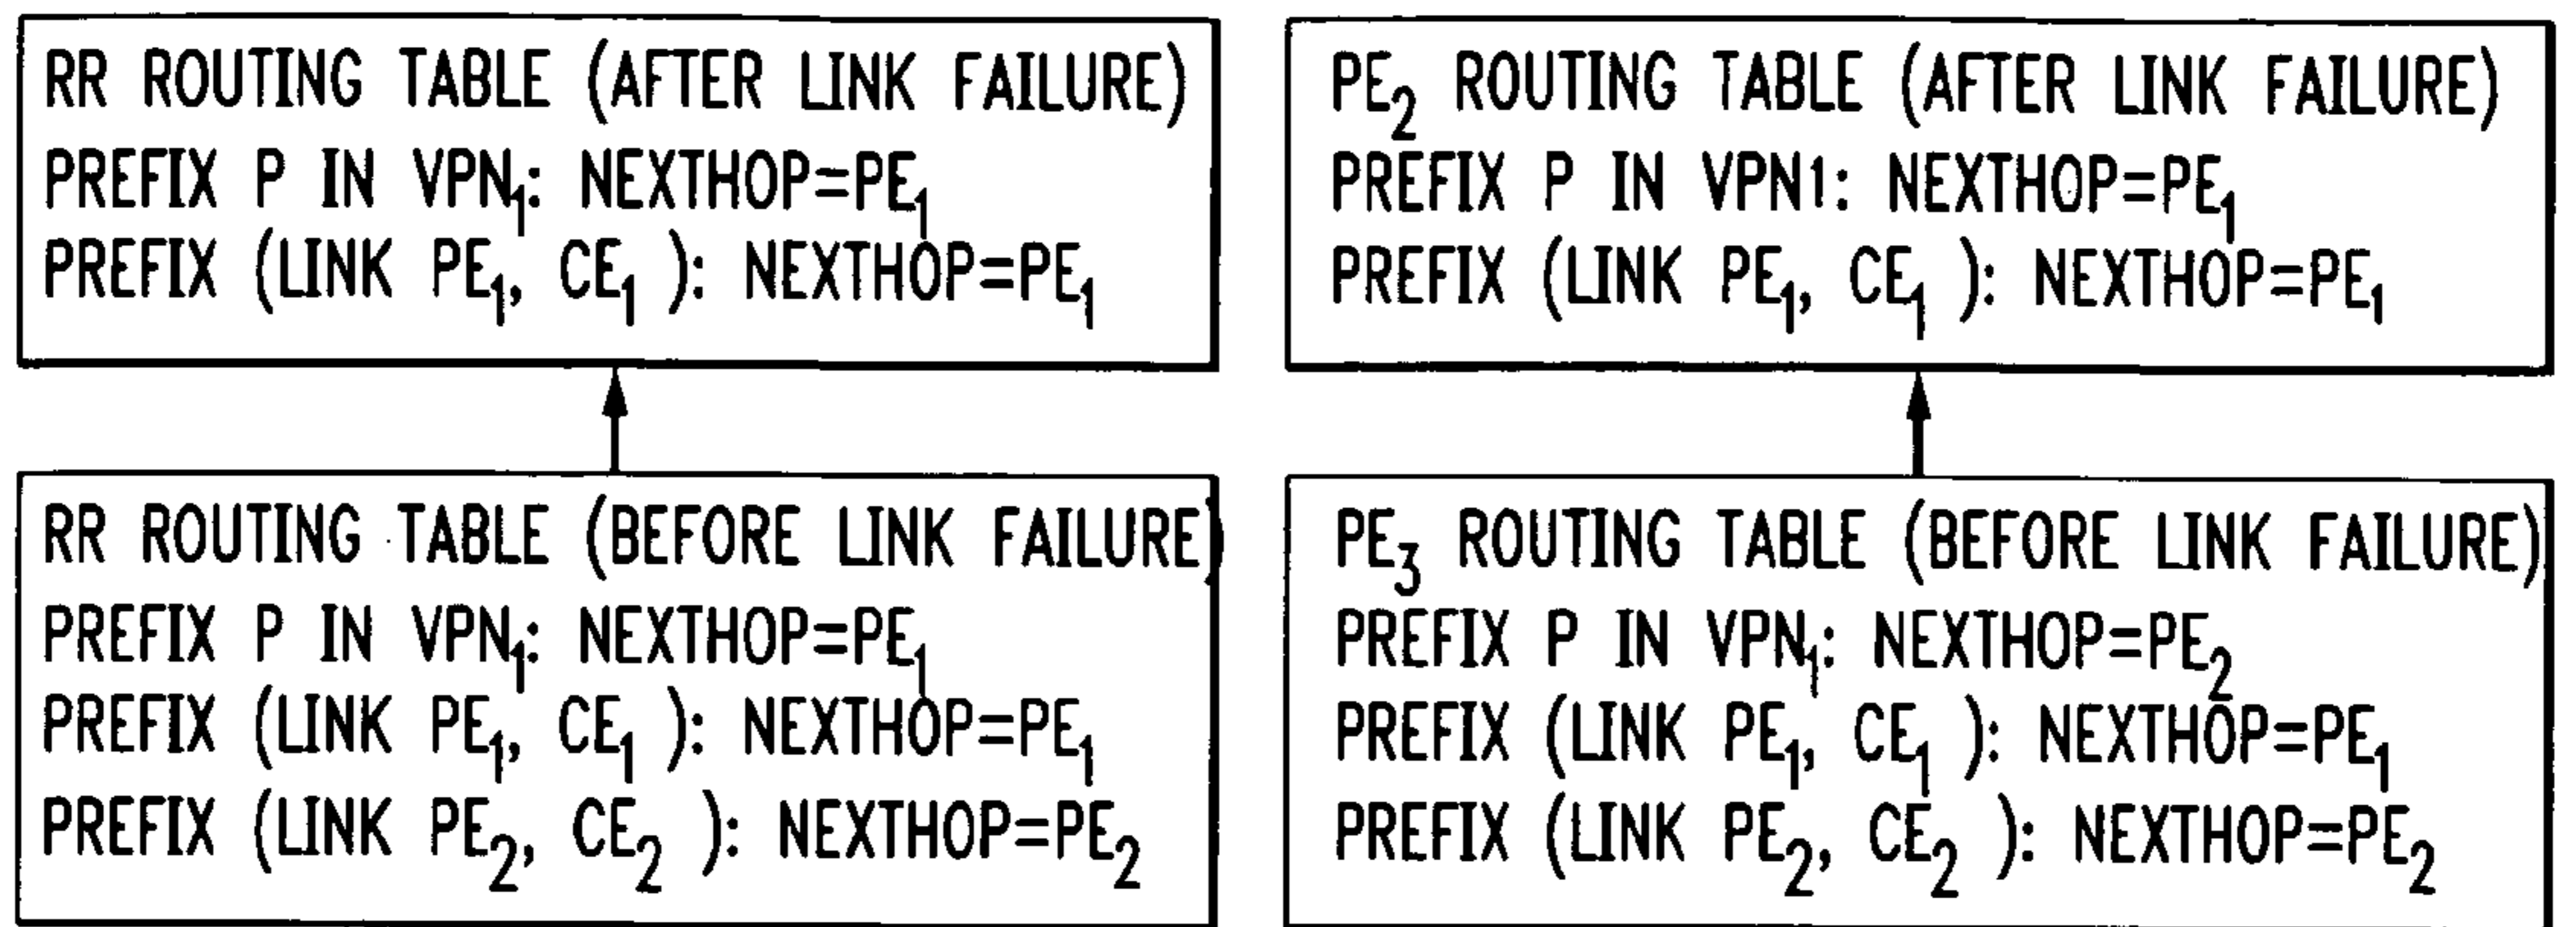 RR ROUTING TABLE (AFTER LINK FAILURE)
PREFIX P IN VPN₁: NEXTHOP=PE₁
PREFIX (LINK PE₁, CE₁ ): NEXTHOP=PE₁
PE₂ ROUTING TABLE (AFTER LINK FAILURE)
PREFIX P IN VPN1: NEXTHOP=PE₁
PREFIX (LINK PE₁, CE₁ ): NEXTHOP=PE₁
RR ROUTING TABLE (BEFORE LINK FAILURE)
PREFIX P IN VPN₁: NEXTHOP=PE₁
PREFIX (LINK PE₁, CE₁ ): NEXTHOP=PE₁
PREFIX (LINK PE₂, CE₂ ): NEXTHOP=PE₂
PE₃ ROUTING TABLE (BEFORE LINK FAILURE)
PREFIX P IN VPN₁: NEXTHOP=PE₂
PREFIX (LINK PE₁, CE₁ ): NEXTHOP=PE₁
PREFIX (LINK PE₂, CE₂ ): NEXTHOP=PE₂